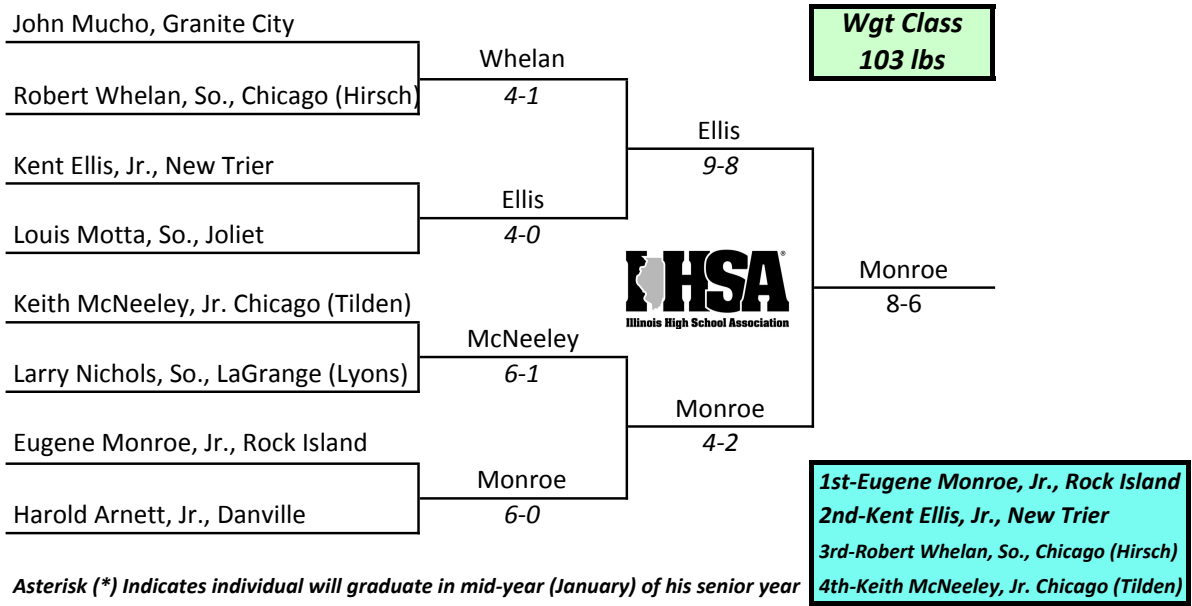 John Mucho, Granite City
Wgt Class
103 lbs
Whelan
4-1
Robert Whelan, So., Chicago (Hirsch)
Ellis
9-8
Kent Ellis, Jr., New Trier
Ellis
4-0
Louis Motta, So., Joliet
IHSA®
Illinois High School Association
Monroe
8-6
Keith McNeeley, Jr. Chicago (Tilden)
McNeeley
6-1
Larry Nichols, So., LaGrange (Lyons)
Monroe
4-2
Eugene Monroe, Jr., Rock Island
Monroe
6-0
Harold Arnett, Jr., Danville
1st-Eugene Monroe, Jr., Rock Island
2nd-Kent Ellis, Jr., New Trier
3rd-Robert Whelan, So., Chicago (Hirsch)
4th-Keith McNeeley, Jr. Chicago (Tilden)
Asterisk (*) Indicates individual will graduate in mid-year (January) of his senior year